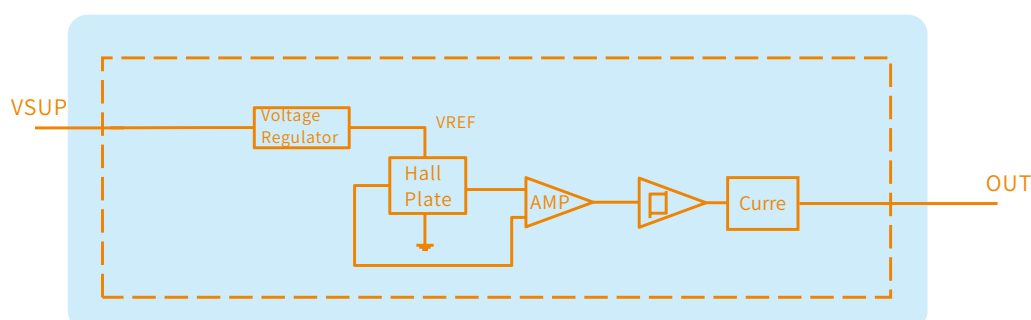 VSUP
Voltage
Regulator
VREF
Hall
Plate
AMP
Curre
OUT